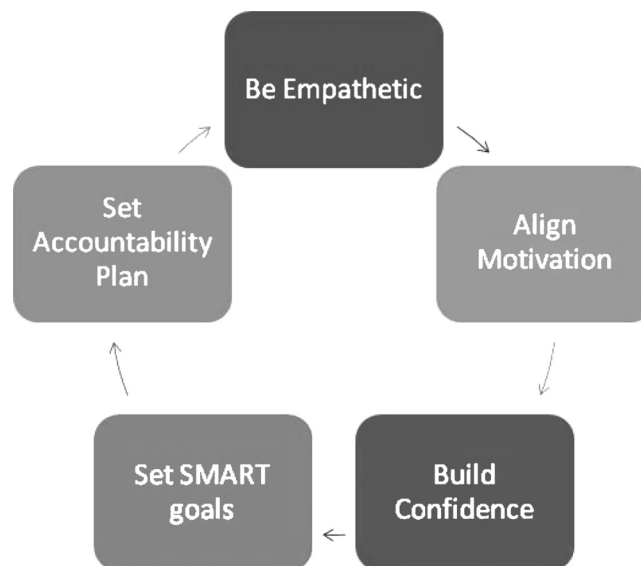 Be Empathetic
Align
Motivation
Build
Confidence
Set SMART
goals
Set
Accountability
Plan